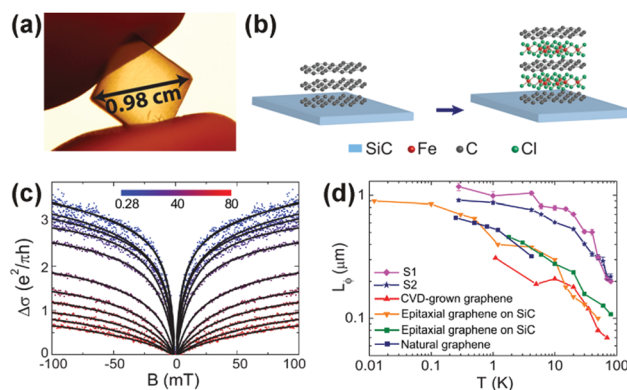 (a)
0.98 cm
(b)
SiC Fe C Cl
(c)
0.28 40 80
Δσ (e²/πh)
3
2
1
0
-100 -50 0 50 100
B (mT)
(d)
Lϕ (μm)
1
0.1
S1
S2
CVD-grown graphene
Epitaxial graphene on SiC
Epitaxial graphene on SiC
Natural graphene
0.01 0.1 1 10 100
T (K)